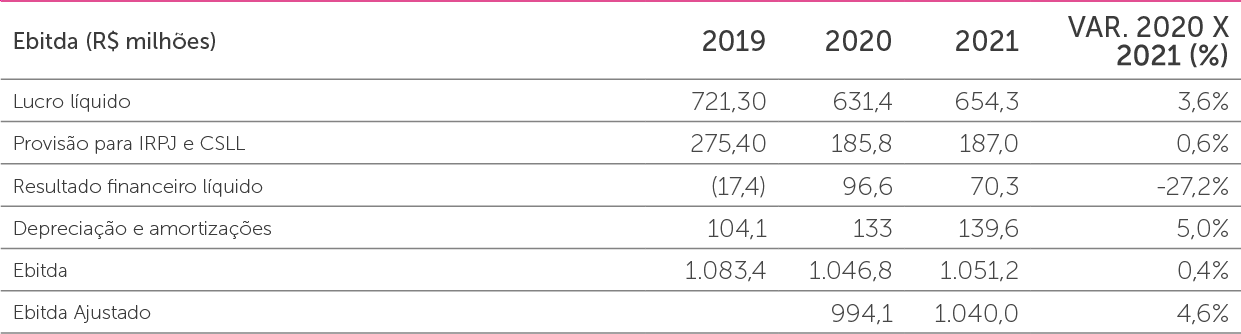 Ebitda (R$ milhões) 2019 2020 2021 VAR. 2020 X 2021 (%)
Lucro líquido 721,30 631,4 654,3 3,6%
Provisão para IRPJ e CSLL 275,40 185,8 187,0 0,6%
Resultado financeiro líquido (17,4) 96,6 70,3 -27,2%
Depreciação e amortizações 104,1 133 139,6 5,0%
Ebitda 1.083,4 1.046,8 1.051,2 0,4%
Ebitda Ajustado 994,1 1.040,0 4,6%